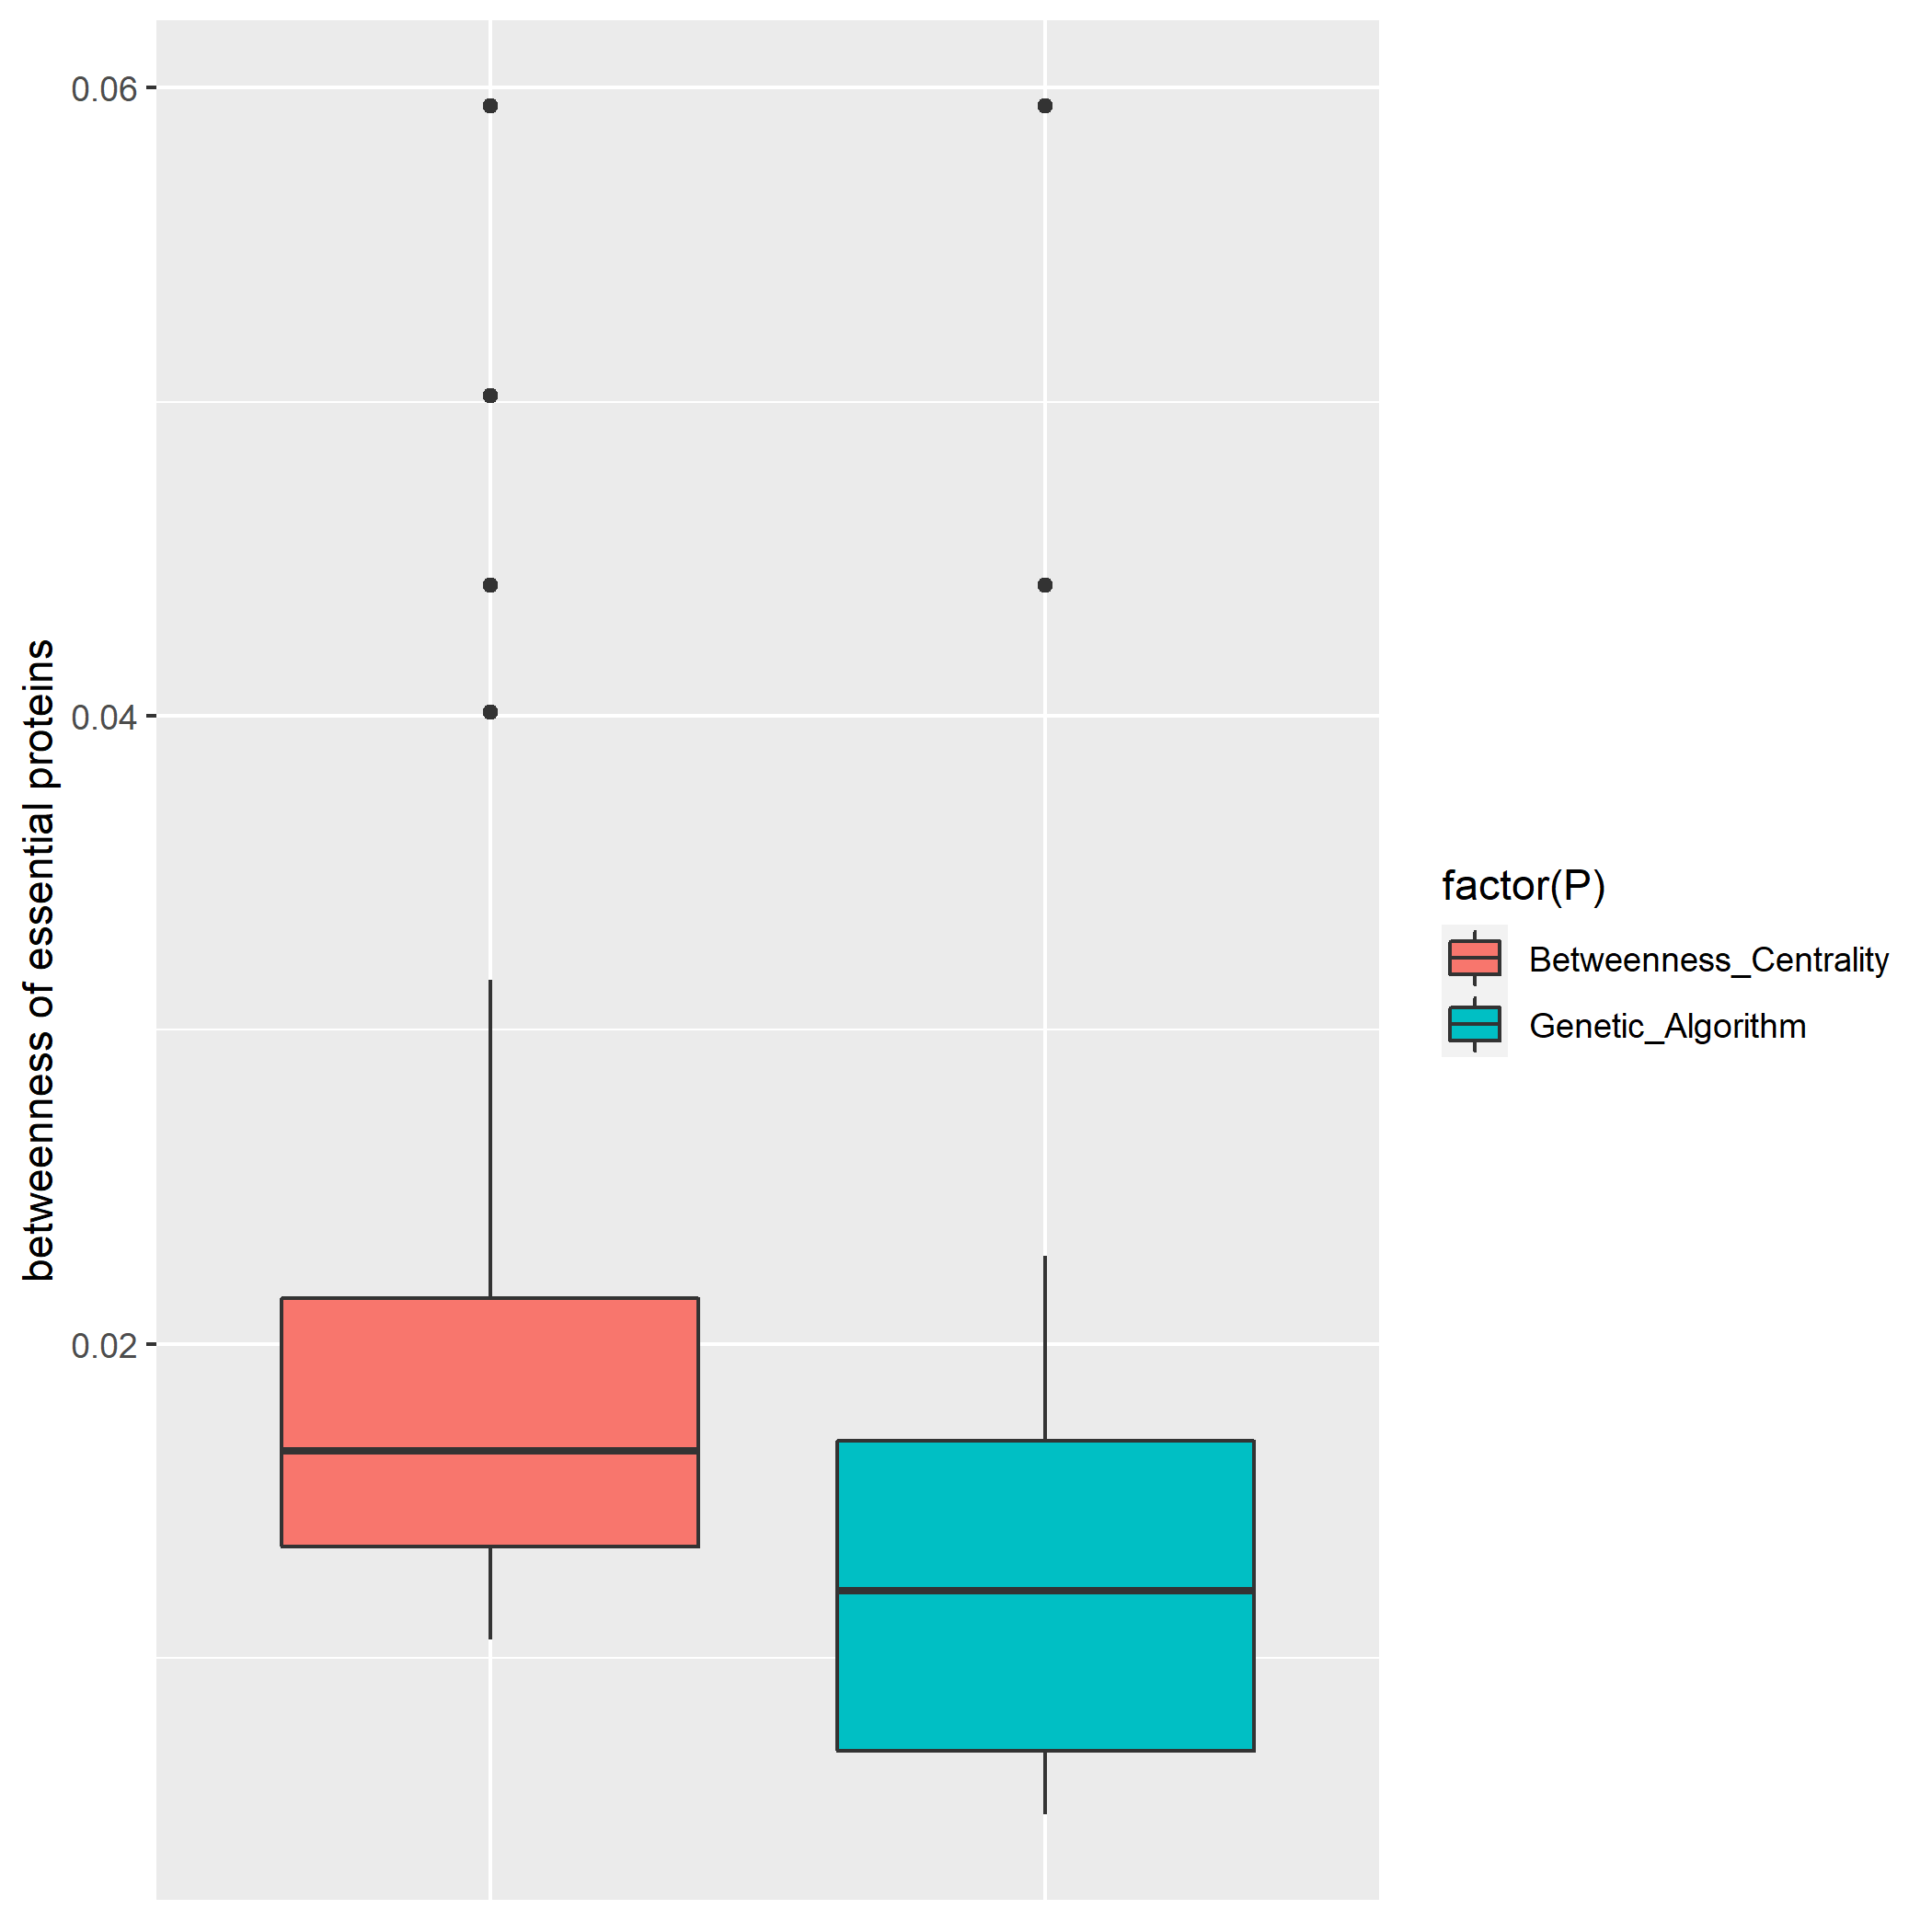 betweenness of essential proteins
0.06
0.04
0.02
factor(P)
Betweenness_Centrality
Genetic_Algorithm